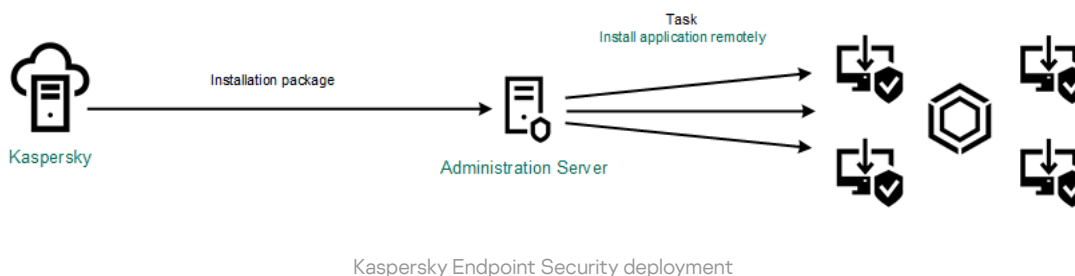 Task
Install application remotely
Installation package
Kaspersky
Administration Server
Kaspersky Endpoint Security deployment